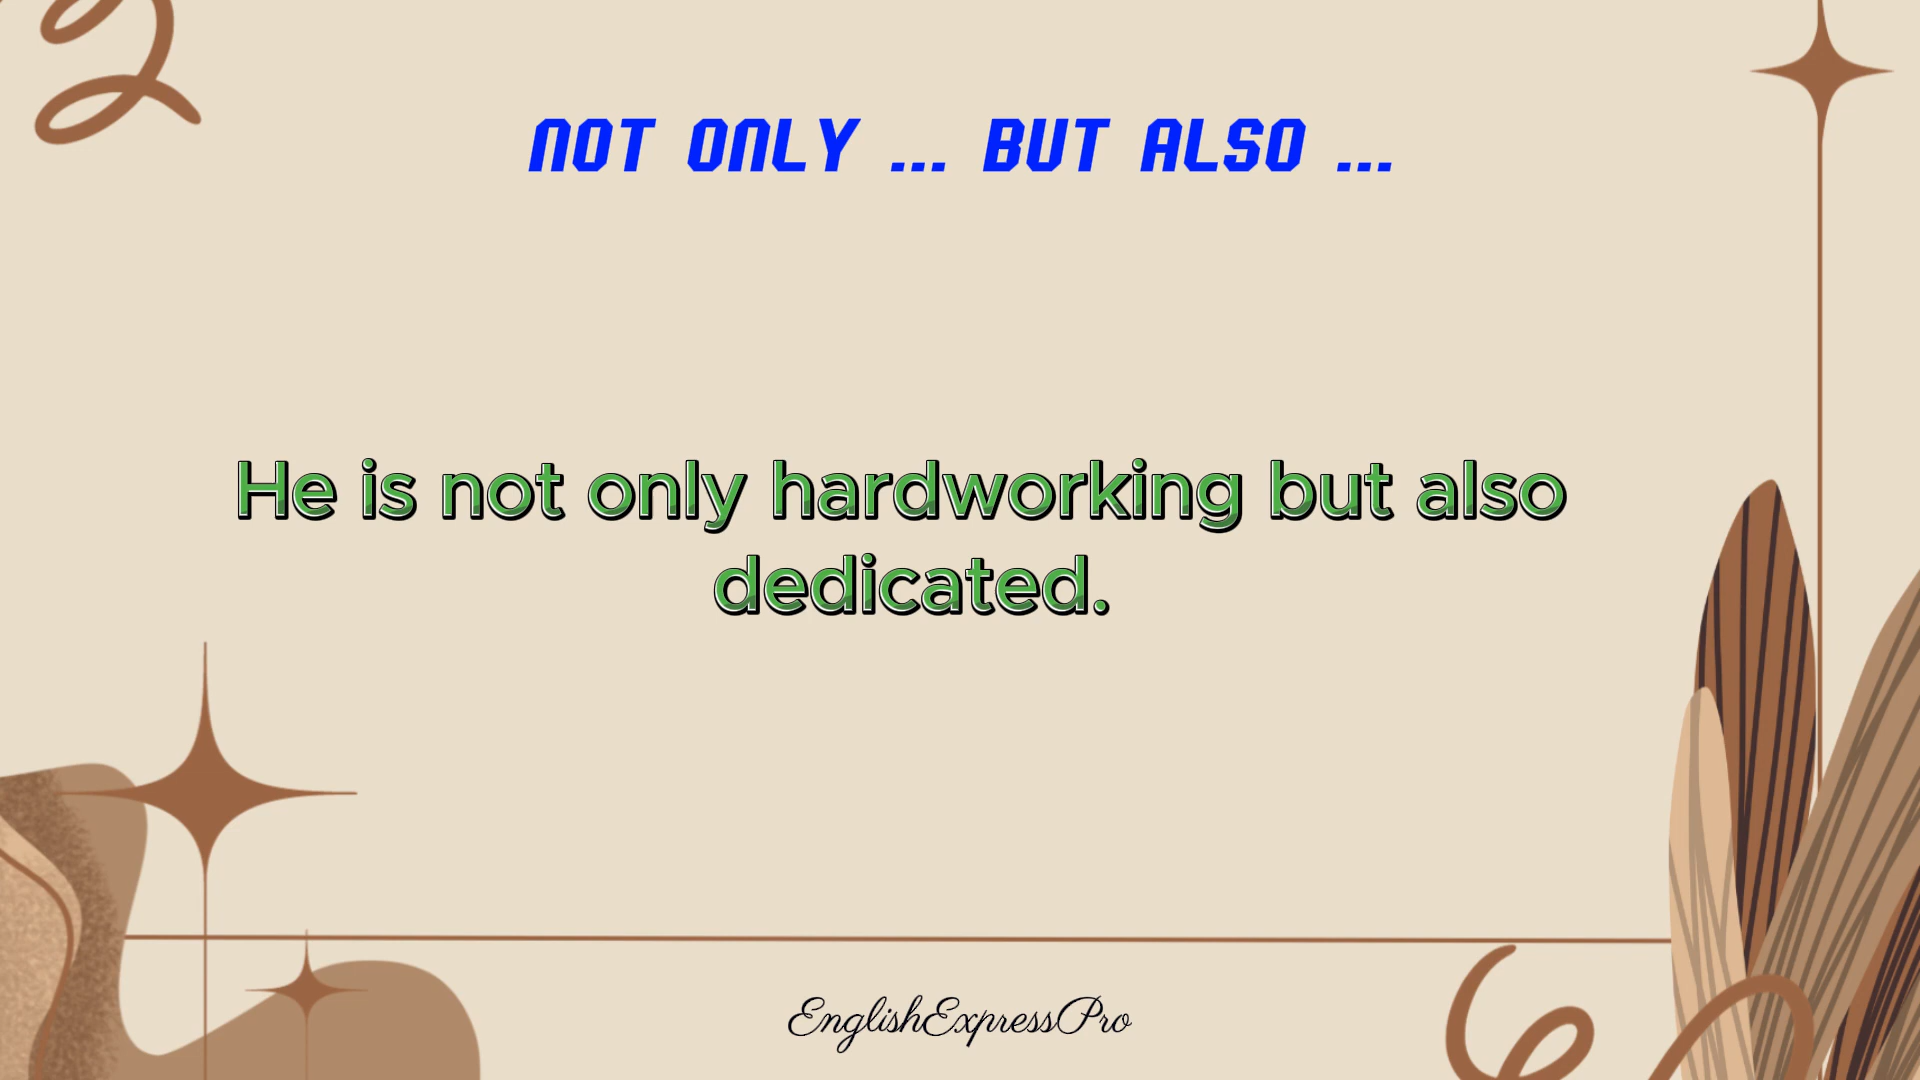 NOT ONLY ... BUT ALSO ...
He is not only hardworking but also
dedicated.
EnglishExpressPro